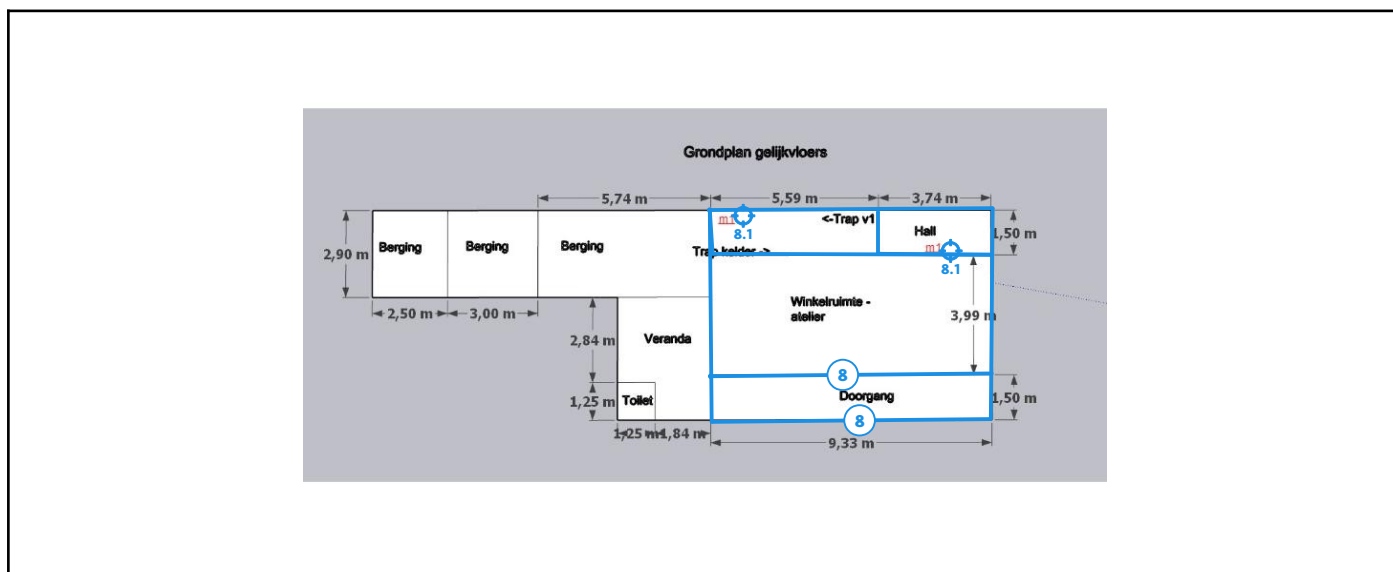 Grondplan gelijkvloers
5,74 m
5,59 m
3,74 m
m1
8.1
<-Trap v1
Hall
1,50 m
m1
8.1
2,90 m
Berging
Berging
Berging
Trap kelder ->
Winkelruimte -
atelier
3,99 m
2,50 m
3,00 m
2,84 m
Veranda
8
1,25 m
Toilet
Doorgang
1,50 m
8
1,25 m
1,84 m
9,33 m